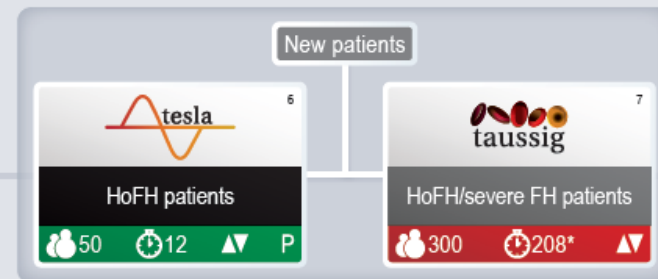 New patients
tesla 6
HoFH patients
50 12 P
taussig 7
HoFH/severe FH patients
300 208*